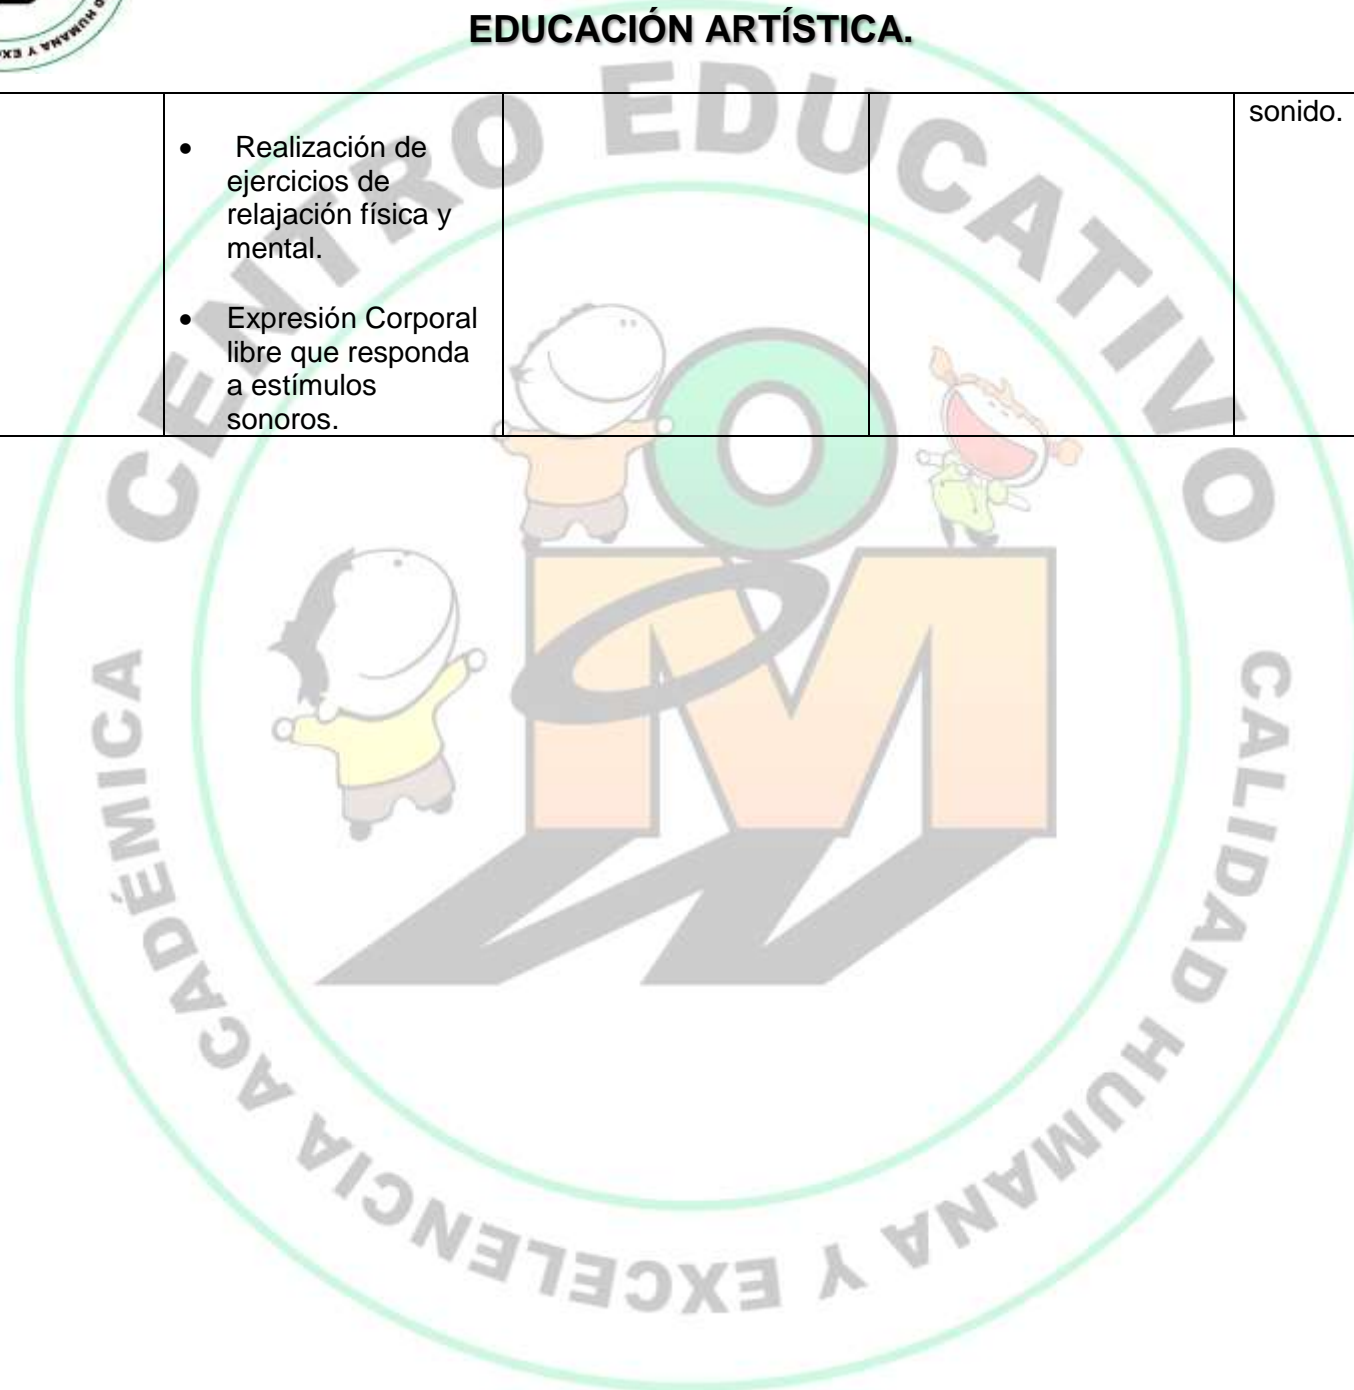 EDUCACIÓN ARTÍSTICA.
sonido.
• Realización de
ejercicios de
relajación física y
mental.
• Expresión Corporal
libre que responda
a estímulos
sonoros.
CENTRO EDUCATIVO
OM
CALIDAD HUMANA Y EXCELENCIA ACADÉMICA